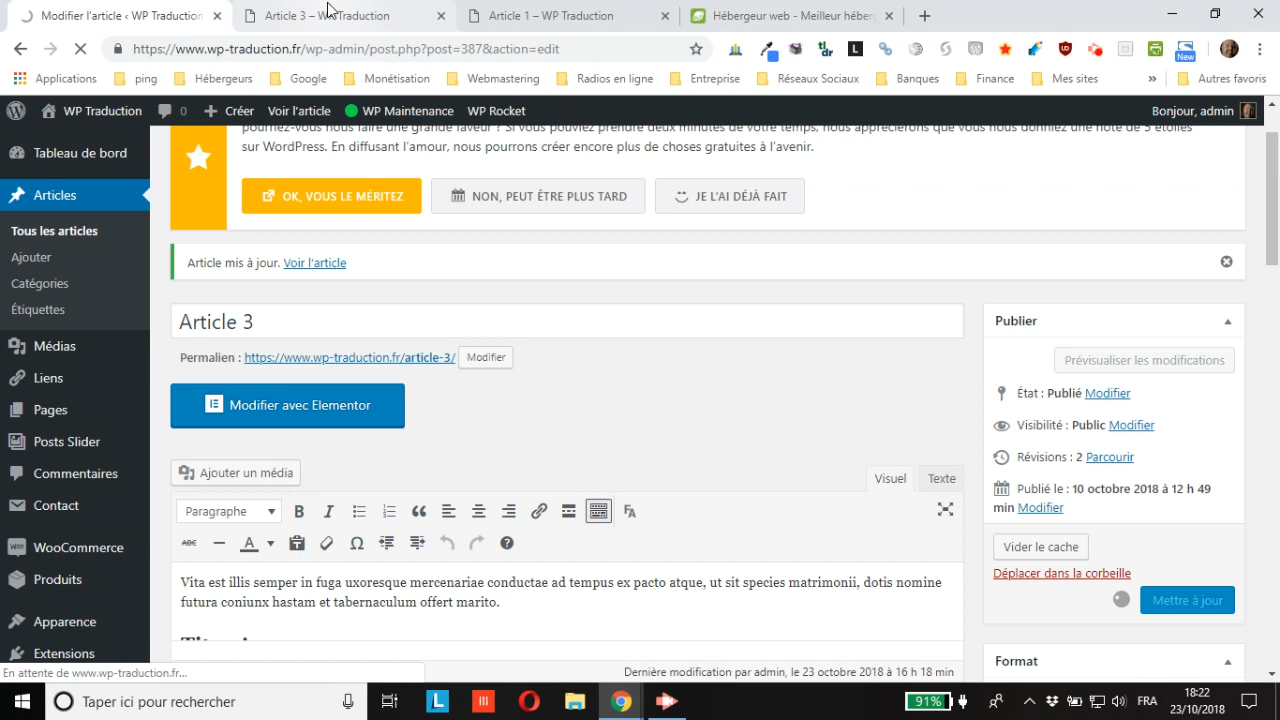 Modifier l'article ‹ WP Traduction
Article 3 – WP Traduction
Article 1 – WP Traduction
Hébergeur web - Meilleur héberg
https://www.wp-traduction.fr/wp-admin/post.php?post=387&action=edit
New
Applications
ping
Hébergeurs
Google
Monétisation
Webmastering
Radios en ligne
Entreprise
Réseaux Sociaux
Banques
Finance
Mes sites
»
Autres favoris
WP Traduction
0
Créer
Voir l'article
WP Maintenance
WP Rocket
Bonjour, admin
pourriez-vous nous faire une grande faveur ? Si vous pouviez prendre deux minutes de votre temps, nous apprécierions que vous nous donniez une note de 5 étoiles
sur WordPress. En diffusant l'amour, nous pourrons créer encore plus de choses gratuites à l'avenir.
OK, VOUS LE MÉRITEZ
NON, PEUT ÊTRE PLUS TARD
JE L'AI DÉJÀ FAIT
Article mis à jour. Voir l'article
Tableau de bord
Articles
Tous les articles
Ajouter
Catégories
Étiquettes
Médias
Liens
Pages
Posts Slider
Commentaires
Contact
WooCommerce
Produits
Apparence
Extensions
Article 3
Permalien : https://www.wp-traduction.fr/article-3/ Modifier
Modifier avec Elementor
Ajouter un média
Visuel
Texte
Paragraphe
Vita est illis semper in fuga uxoresque mercenariae conductae ad tempus ex pacto atque, ut sit species matrimonii, dotis nomine
futura coniunx hastam et tabernaculum offert marito.
Dernière modification par admin, le 23 octobre 2018 à 16 h 18 min
Publier
Prévisualiser les modifications
État : Publié Modifier
Visibilité : Public Modifier
Révisions : 2 Parcourir
Publié le : 10 octobre 2018 à 12 h 49
min Modifier
Vider le cache
Déplacer dans la corbeille
Mettre à jour
Format
En attente de www.wp-traduction.fr...
Taper ici pour rechercher
91%
FRA
18:22
23/10/2018